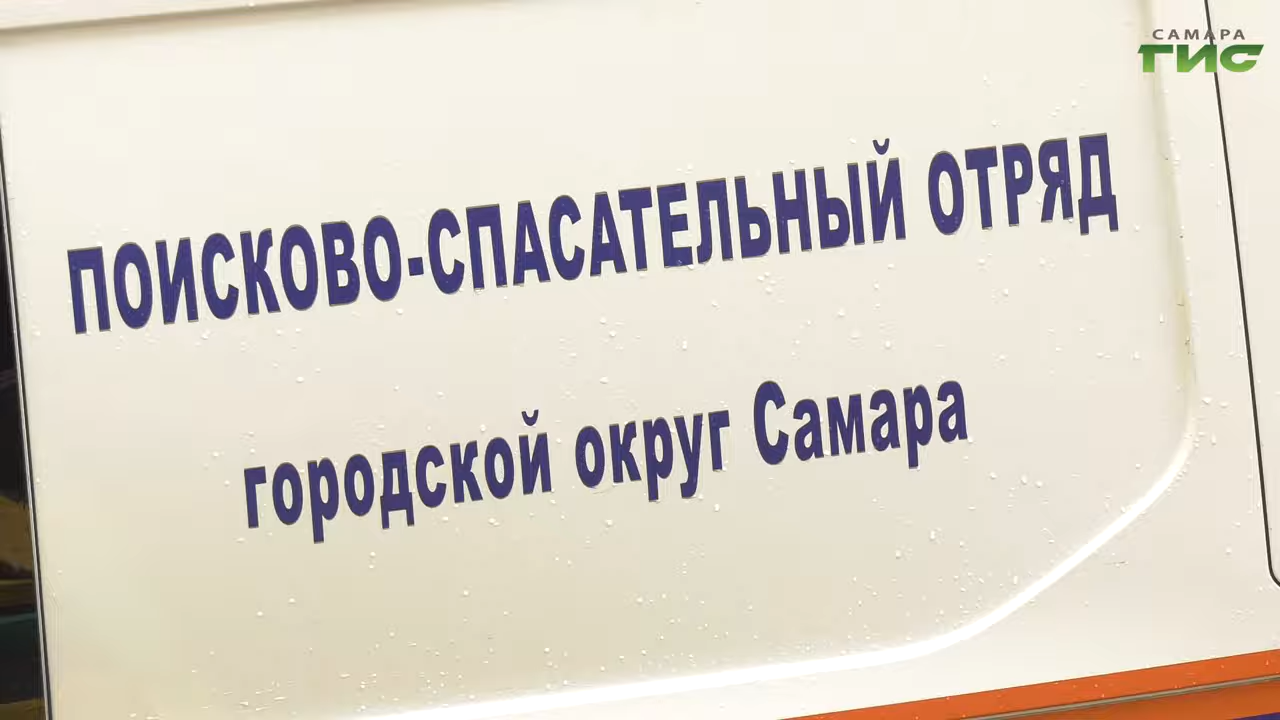 САМАРА
ГИС
ПОИСКОВО-СПАСАТЕЛЬНЫЙ ОТРЯД
городской округ Самара